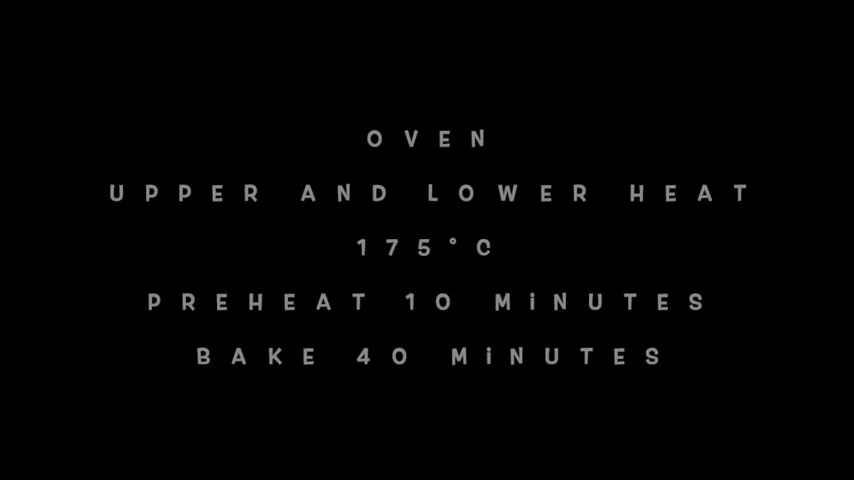 OVEN
UPPER AND LOWER HEAT
175°C
PREHEAT 10 MiNUTES
BAKE 40 MiNUTES